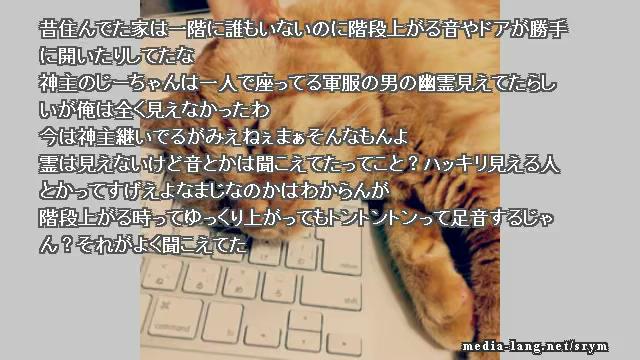 昔住んでた家は一階に誰もいないのに階段上がる音やドアが勝手
に開いたりしてたな
神主のじーちゃんは一人で座ってる軍服の男の幽霊見えてたらし
いが俺は全く見えなかったわ
今は神主継いでるがみえねぇまぁそんなもんよ
霊は見えないけど音とかは聞こえてたってこと？ハッキリ見える人
とかってすげえよなまじなのかはわからんが
階段上がる時ってゆっくり上がってもトントントンって足音するじゃ
ん？それがよく聞こえてた
command
media-lang.net/srym